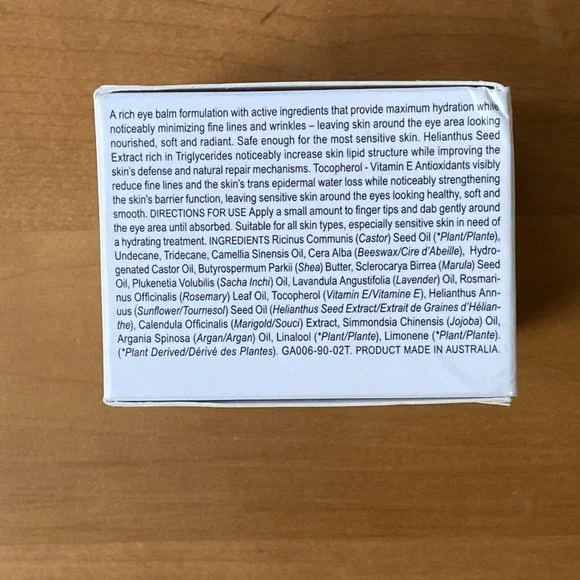 A rich eye balm formulation with active ingredients that provide maximum hydration while
noticeably minimizing fine lines and wrinkles – leaving skin around the eye area looking
nourished, soft and radiant. Safe enough for the most sensitive skin. Helianthus Seed
Extract rich in Triglycerides noticeably increase skin lipid structure while improving the
skin's defense and natural repair mechanisms. Tocopherol - Vitamin E Antioxidants visibly
reduce fine lines and the skin's trans epidermal water loss while noticeably strengthening
the skin's barrier function, leaving sensitive skin around the eyes looking healthy, soft and
smooth. DIRECTIONS FOR USE Apply a small amount to finger tips and dab gently around
the eye area until absorbed. Suitable for all skin types, especially sensitive skin in need of
a hydrating treatment. INGREDIENTS Ricinus Communis (Castor) Seed Oil (*Plant/Plante),
Undecane, Tridecane, Camellia Sinensis Oil, Cera Alba (Beeswax/Cire d'Abeille), Hydro-
genated Castor Oil, Butyrospermum Parkii (Shea) Butter, Sclerocarya Birrea (Marula) Seed
Oil, Plukenetia Volubilis (Sacha Inchi) Oil, Lavandula Angustifolia (Lavender) Oil, Rosmari-
nus Officinalis (Rosemary) Leaf Oil, Tocopherol (Vitamin E/Vitamine E), Helianthus Ann-
uus (Sunflower/Tournesol) Seed Oil (Helianthus Seed Extract/Extrait de Graines d'Hélian-
the), Calendula Officinalis (Marigold/Souci) Extract, Simmondsia Chinensis (Jojoba) Oil,
Argania Spinosa (Argan/Argan) Oil, Linalool (*Plant/Plante), Limonene (*Plant/Plante).
(*Plant Derived/Dérivé des Plantes). GA006-90-02T. PRODUCT MADE IN AUSTRALIA.